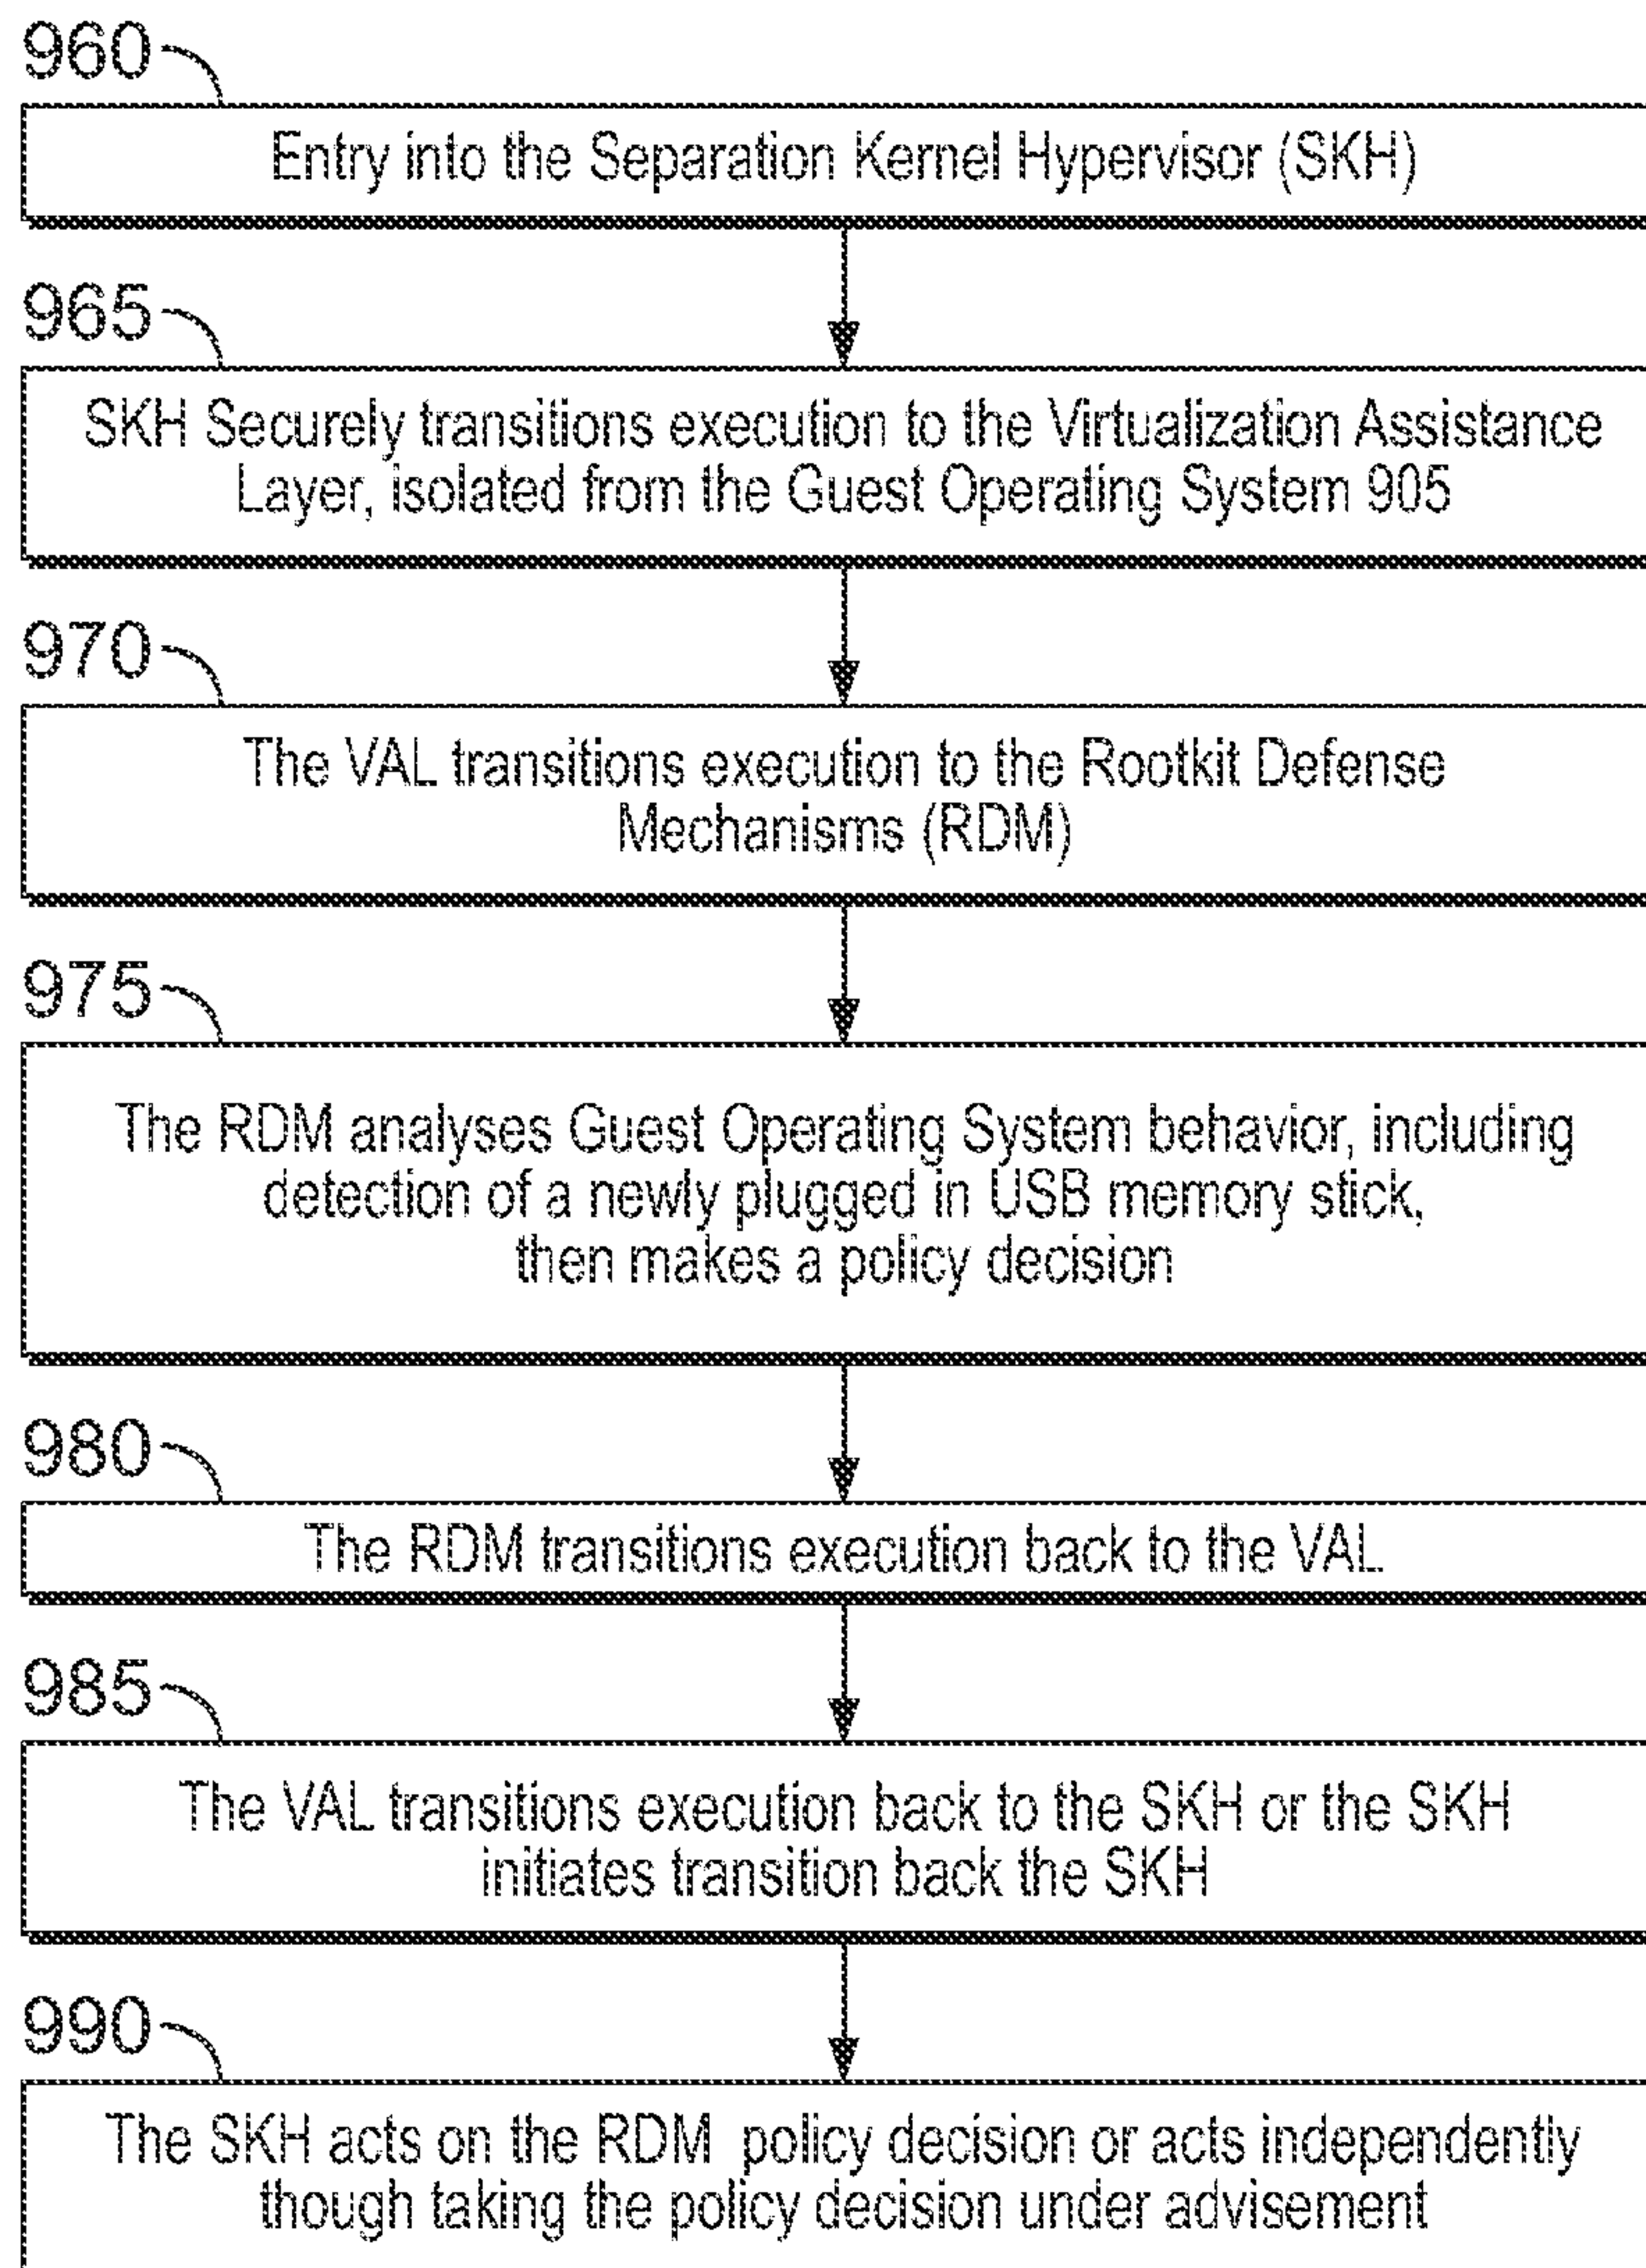 960
Entry into the Separation Kernel Hypervisor (SKH)
965
SKH Securely transitions execution to the Virtualization Assistance
Layer, isolated from the Guest Operating System 905
970
The VAL transitions execution to the Rootkit Defense
Mechanisms (RDM)
975
The RDM analyses Guest Operating System behavior, including
detection of a newly plugged in USB memory stick,
then makes a policy decision
980
The RDM transitions execution back to the VAL
985
The VAL transitions execution back to the SKH or the SKH
initiates transition back the SKH
990
The SKH acts on the RDM policy decision or acts independently
though taking the policy decision under advisement